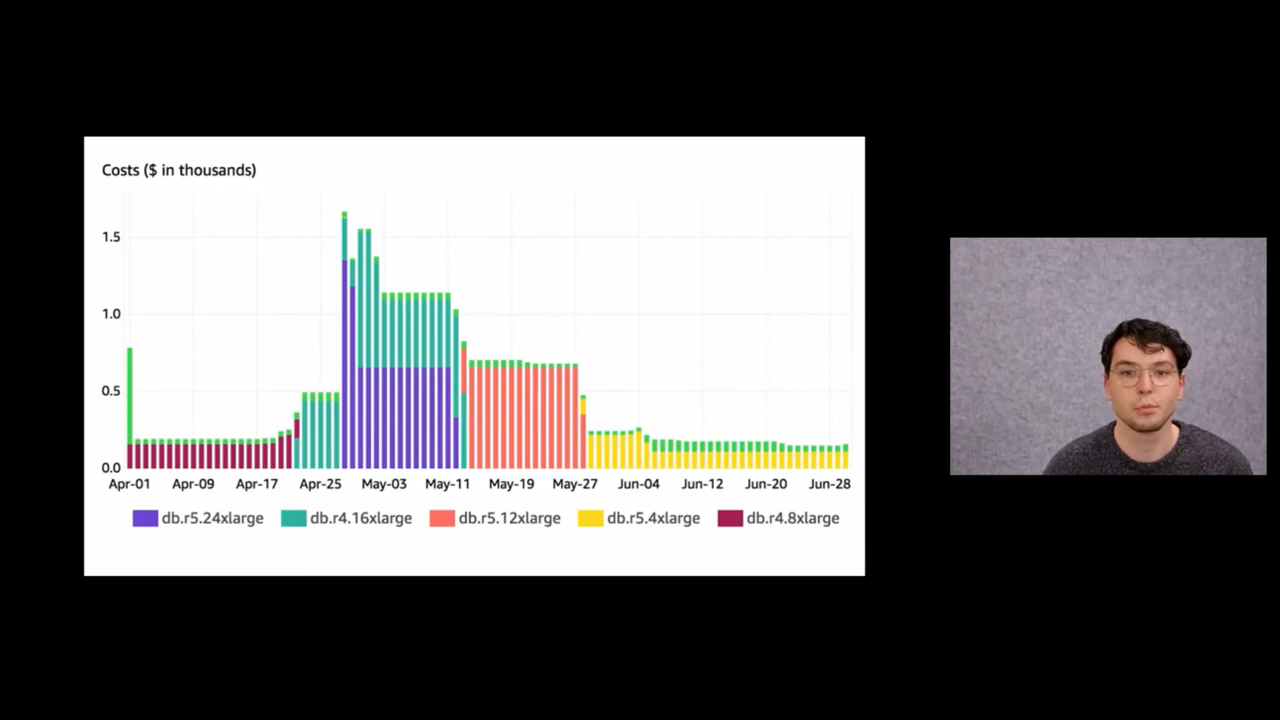 Costs ($ in thousands)
1.5
1.0
0.5
0.0
Apr-01 Apr-09 Apr-17 Apr-25 May-03 May-11 May-19 May-27 Jun-04 Jun-12 Jun-20 Jun-28
db.r5.24xlarge db.r4.16xlarge db.r5.12xlarge db.r5.4xlarge db.r4.8xlarge